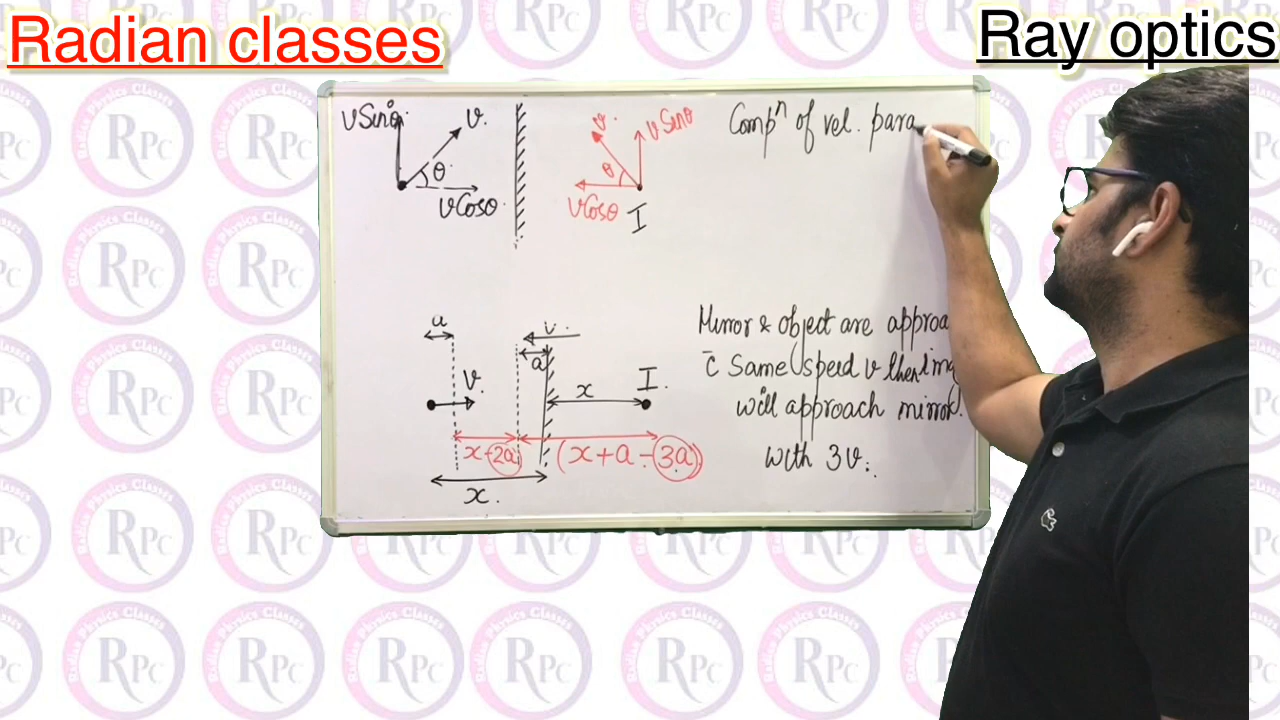 Radian classes
Ray optics
vSinθ.
v.
θ.
vCosθ.
v.
vSinθ
θ
vCosθ
I
Compⁿ of vel. para
a
v.
a
v.
x
I.
x-2a
(x+a-3a)
x.
Mirror & object are approa
c̄ Same speed v then img
will approach mirror.
with 3v.